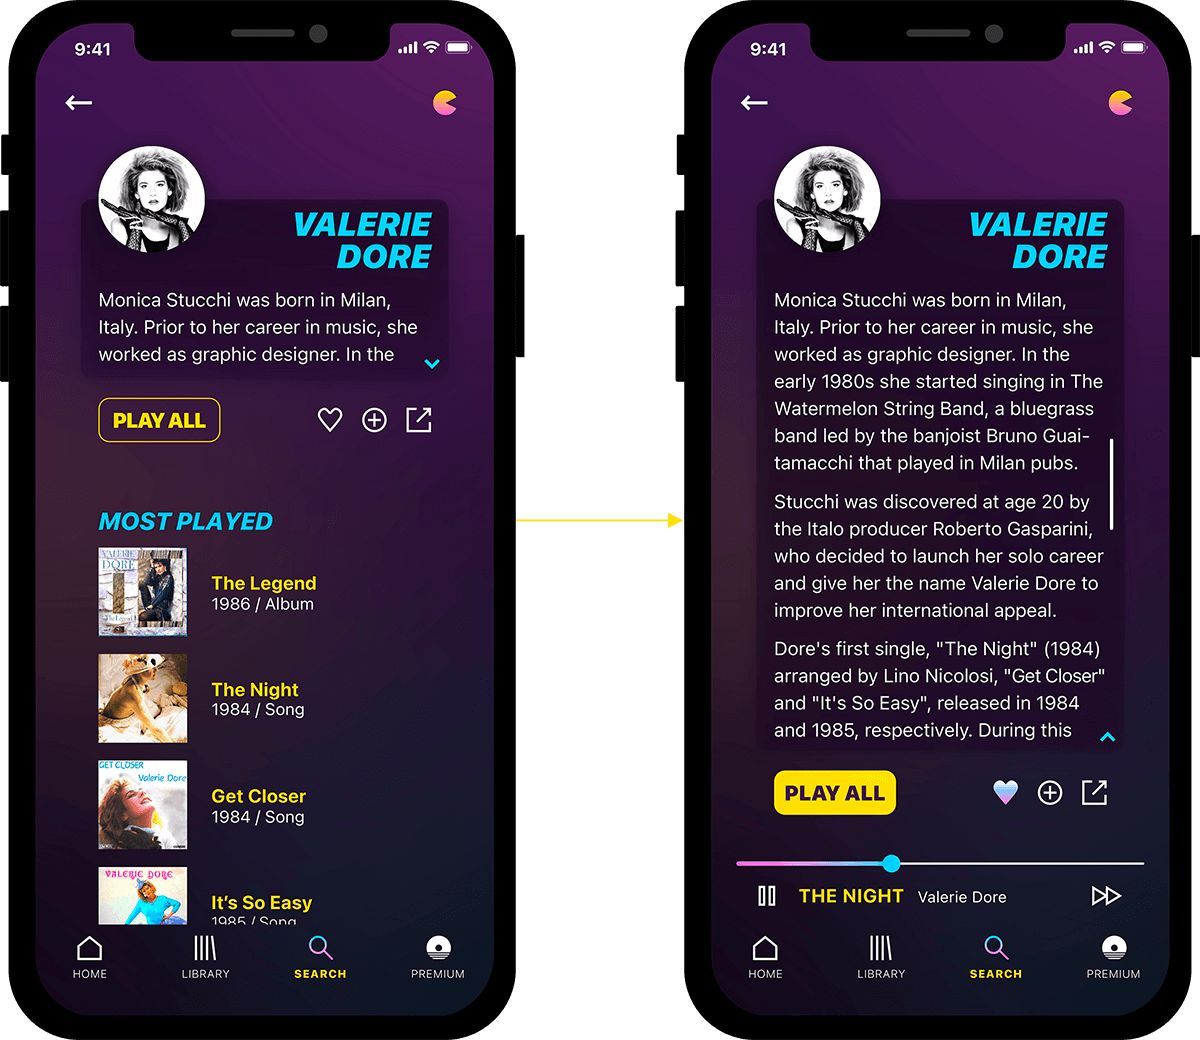 9:41
VALERIE
DORE
Monica Stucchi was born in Milan,
Italy. Prior to her career in music, she
worked as graphic designer. In the
PLAY ALL
MOST PLAYED
VALERIE
DORE
The Legend
The Legend
1986 / Album
The Night
1984 / Song
GET CLOSER
Valerie Dore
Get Closer
1984 / Song
VALERIE DORE
It's So Easy
1985 / Song
HOME
LIBRARY
SEARCH
PREMIUM
9:41
VALERIE
DORE
Monica Stucchi was born in Milan,
Italy. Prior to her career in music, she
worked as graphic designer. In the
early 1980s she started singing in The
Watermelon String Band, a bluegrass
band led by the banjoist Bruno Guai-
tamacchi that played in Milan pubs.
Stucchi was discovered at age 20 by
the Italo producer Roberto Gasparini,
who decided to launch her solo career
and give her the name Valerie Dore to
improve her international appeal.
Dore's first single, "The Night" (1984)
arranged by Lino Nicolosi, "Get Closer"
and "It's So Easy", released in 1984
and 1985, respectively. During this
PLAY ALL
THE NIGHT Valerie Dore
HOME
LIBRARY
SEARCH
PREMIUM